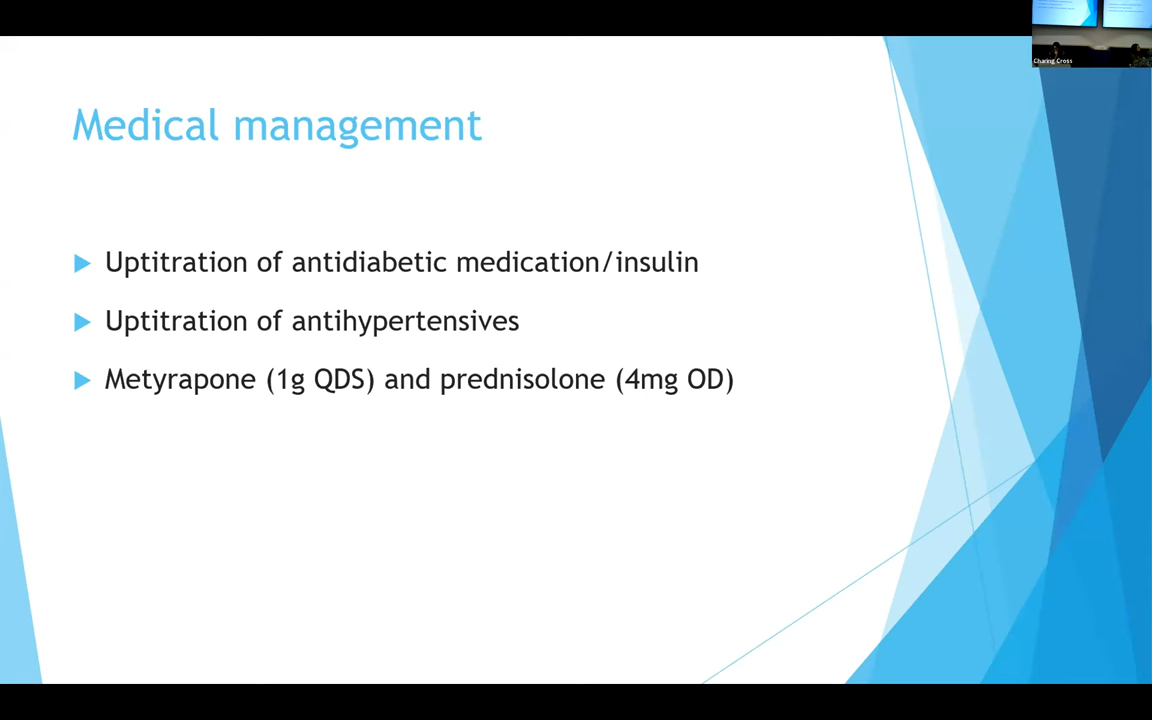 Charing Cross
Medical management
Uptitration of antidiabetic medication/insulin
Uptitration of antihypertensives
Metyrapone (1g QDS) and prednisolone (4mg OD)